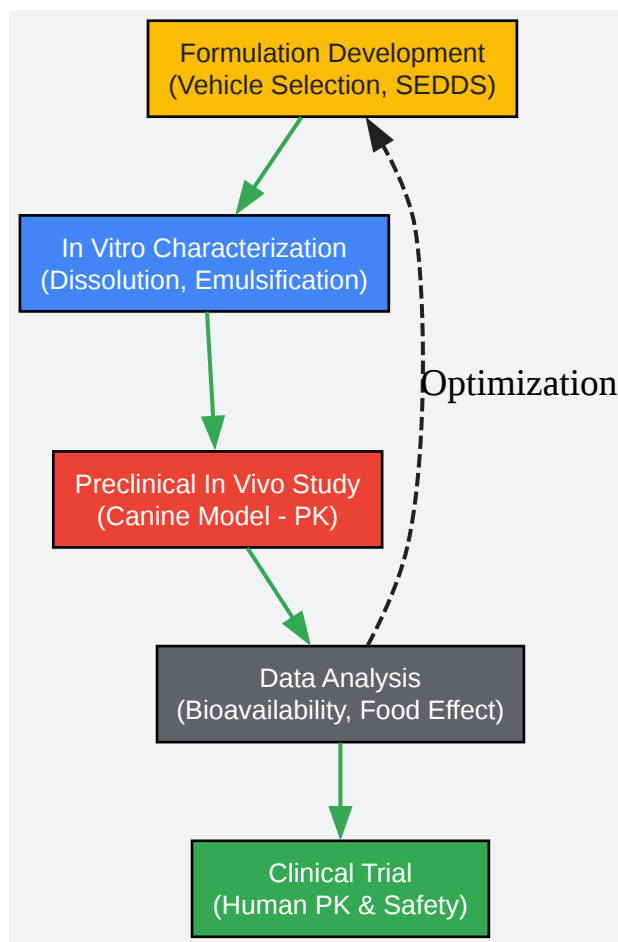 Formulation Development
(Vehicle Selection, SEDDS)
In Vitro Characterization
(Dissolution, Emulsification)
Optimization
Preclinical In Vivo Study
(Canine Model - PK)
Data Analysis
(Bioavailability, Food Effect)
Clinical Trial
(Human PK & Safety)